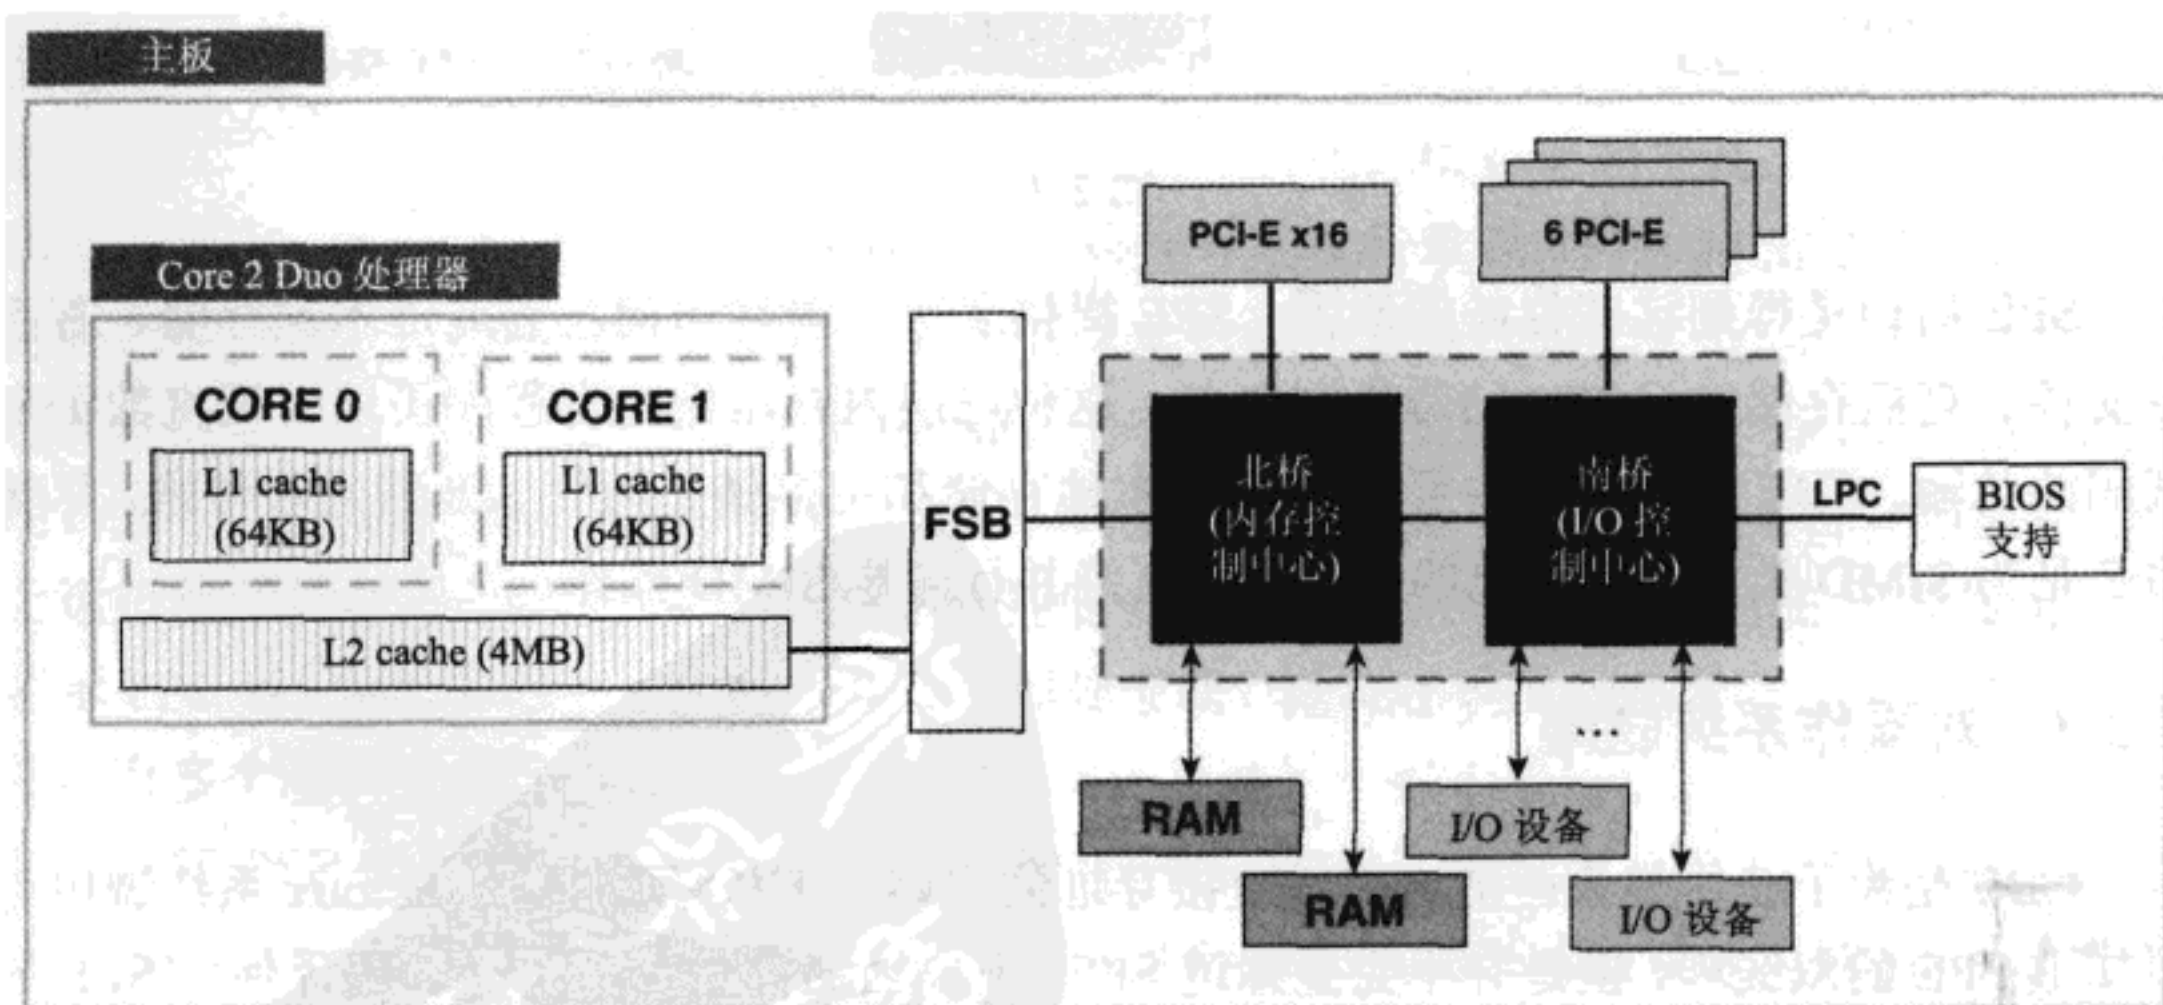 主板
PCI-E x16
6 PCI-E
Core 2 Duo 处理器
CORE 0
CORE 1
L1 cache
(64KB)
L1 cache
(64KB)
L2 cache (4MB)
FSB
北桥
(内存控
制中心)
南桥
(I/O 控
制中心)
LPC
BIOS
支持
...
RAM
I/O 设备
RAM
I/O 设备